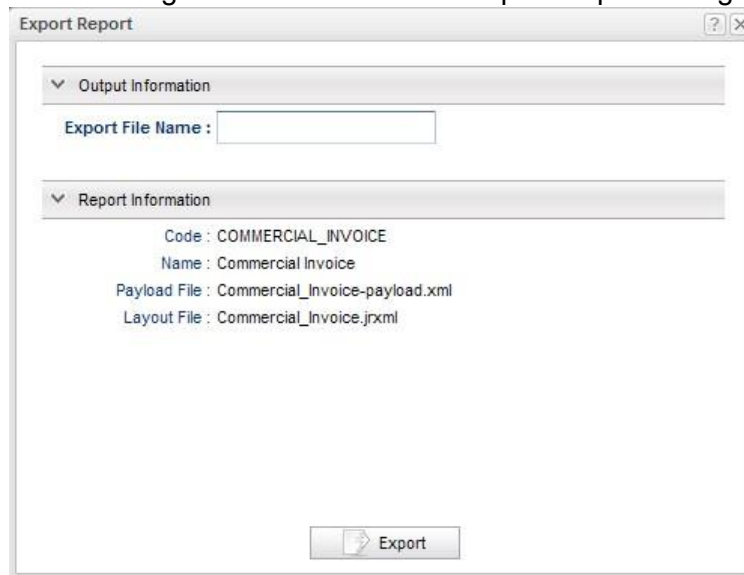 Export Report
Output Information
Export File Name :
Report Information
Code : COMMERCIAL_INVOICE
Name : Commercial Invoice
Payload File : Commercial_Invoice-payload.xml
Layout File : Commercial_Invoice.jrxml
Export